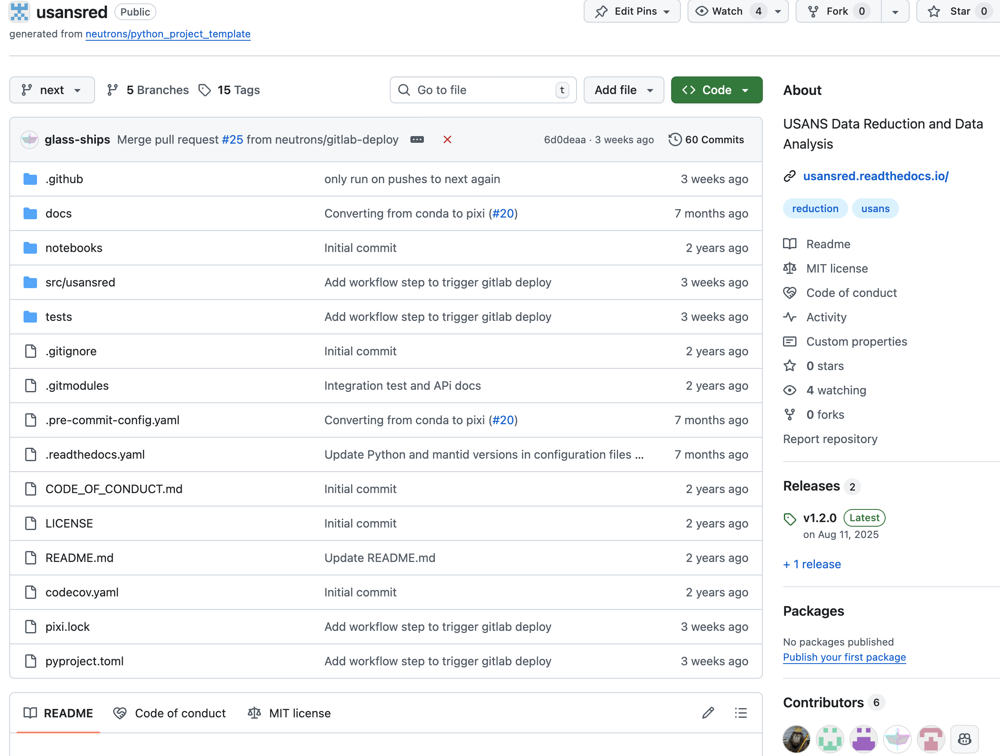 usansred Public Edit Pins Watch 4 Fork 0 Star 0
generated from neutrons/python_project_template
next 5 Branches 15 Tags Go to file t Add file Code
glass-ships Merge pull request #25 from neutrons/gitlab-deploy 6d0deaa · 3 weeks ago 60 Commits
.github only run on pushes to next again 3 weeks ago
docs Converting from conda to pixi (#20) 7 months ago
notebooks Initial commit 2 years ago
src/usansred Add workflow step to trigger gitlab deploy 3 weeks ago
tests Add workflow step to trigger gitlab deploy 3 weeks ago
.gitignore Initial commit 2 years ago
.gitmodules Integration test and APi docs 2 years ago
.pre-commit-config.yaml Converting from conda to pixi (#20) 7 months ago
.readthedocs.yaml Update Python and mantid versions in configuration files ... 7 months ago
CODE_OF_CONDUCT.md Initial commit 2 years ago
LICENSE Initial commit 2 years ago
README.md Update README.md 2 years ago
codecov.yaml Initial commit 2 years ago
pixi.lock Add workflow step to trigger gitlab deploy 3 weeks ago
pyproject.toml Add workflow step to trigger gitlab deploy 3 weeks ago
README Code of conduct MIT license
About
USANS Data Reduction and Data
Analysis
usansred.readthedocs.io/
reduction usans
Readme
MIT license
Code of conduct
Activity
Custom properties
0 stars
4 watching
0 forks
Report repository
Releases 2
v1.2.0 Latest
on Aug 11, 2025
+ 1 release
Packages
No packages published
Publish your first package
Contributors 6